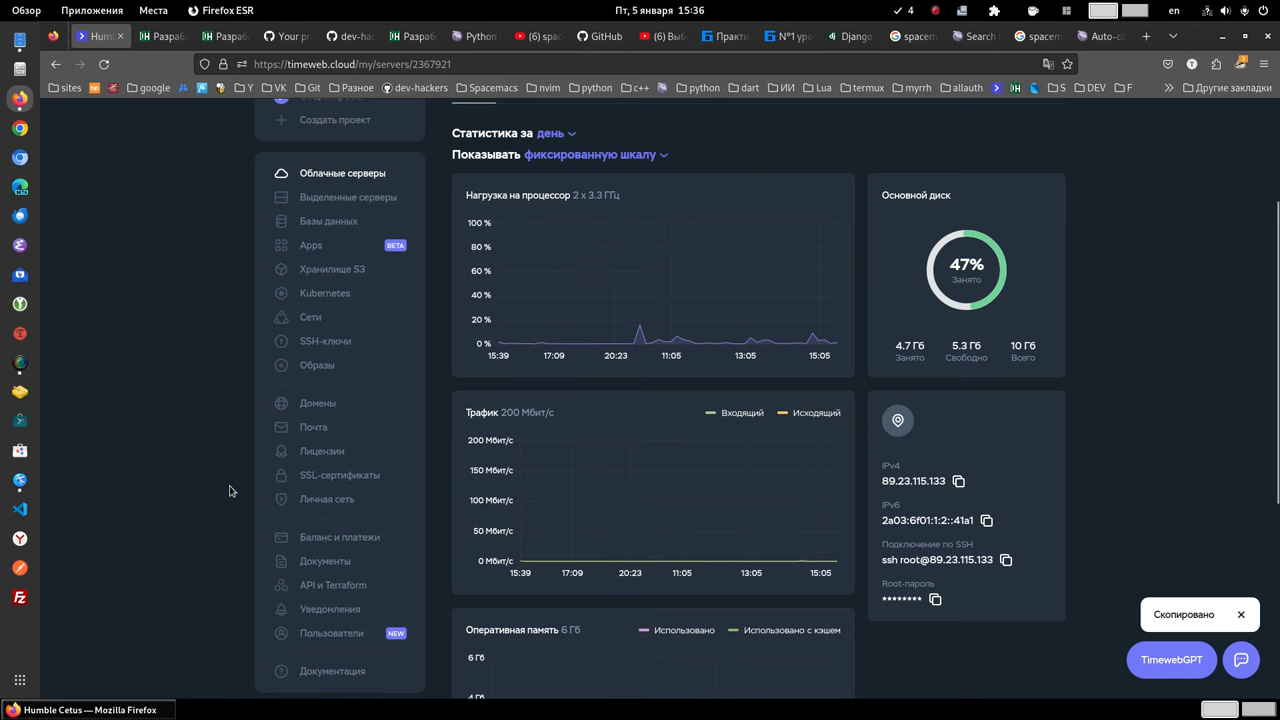 Обзор Приложения Места Firefox ESR Пт, 5 января 15:36 4 en
Humb Разраб Разраб Your pr dev-hac Разраб Python (6) spac GitHub (6) Выб Практи N°1 уро Django spacem Search spacem Auto-co
https://timeweb.cloud/my/servers/2367921
sites google Y VK Git Разное dev-hackers Spacemacs nvim python c++ python dart ИИ Lua termux myrrh allauth S DEV F Другие закладки
Создать проект
Облачные серверы
Выделенные серверы
Базы данных
Apps BETA
Хранилище S3
Kubernetes
Сети
SSH-ключи
Образы
Домены
Почта
Лицензии
SSL-сертификаты
Личная сеть
Баланс и платежи
Документы
API и Terraform
Уведомления
Пользователи NEW
Документация
Статистика за день
Показывать фиксированную шкалу
Нагрузка на процессор 2 x 3.3 ГГц
100 %
80 %
60 %
40 %
20 %
0 %
15:39 17:09 20:23 11:05 13:05 15:05
Основной диск
47%
Занято
4.7 Гб 5.3 Гб 10 Гб
Занято Свободно Всего
Трафик 200 Мбит/с Входящий Исходящий
200 Мбит/с
150 Мбит/с
100 Мбит/с
50 Мбит/с
0 Мбит/с
15:39 17:09 20:23 11:05 13:05 15:05
IPv4
89.23.115.133
IPv6
2a03:6f01:1:2::41a1
Подключение по SSH
ssh root@89.23.115.133
Root-пароль
********
Оперативная память 6 Гб Использовано Использовано с кэшем
6 Гб
4 Гб
Скопировано
TimewebGPT
Humble Cetus — Mozilla Firefox